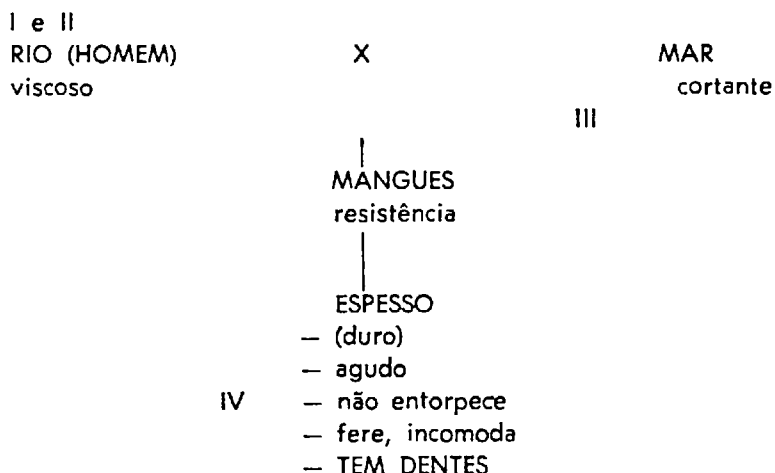 I e II
RIO (HOMEM) X MAR
viscoso cortante
III
MANGUES
resistência
ESPESSO
— (duro)
— agudo
IV — não entorpece
— fere, incomoda
— TEM DENTES